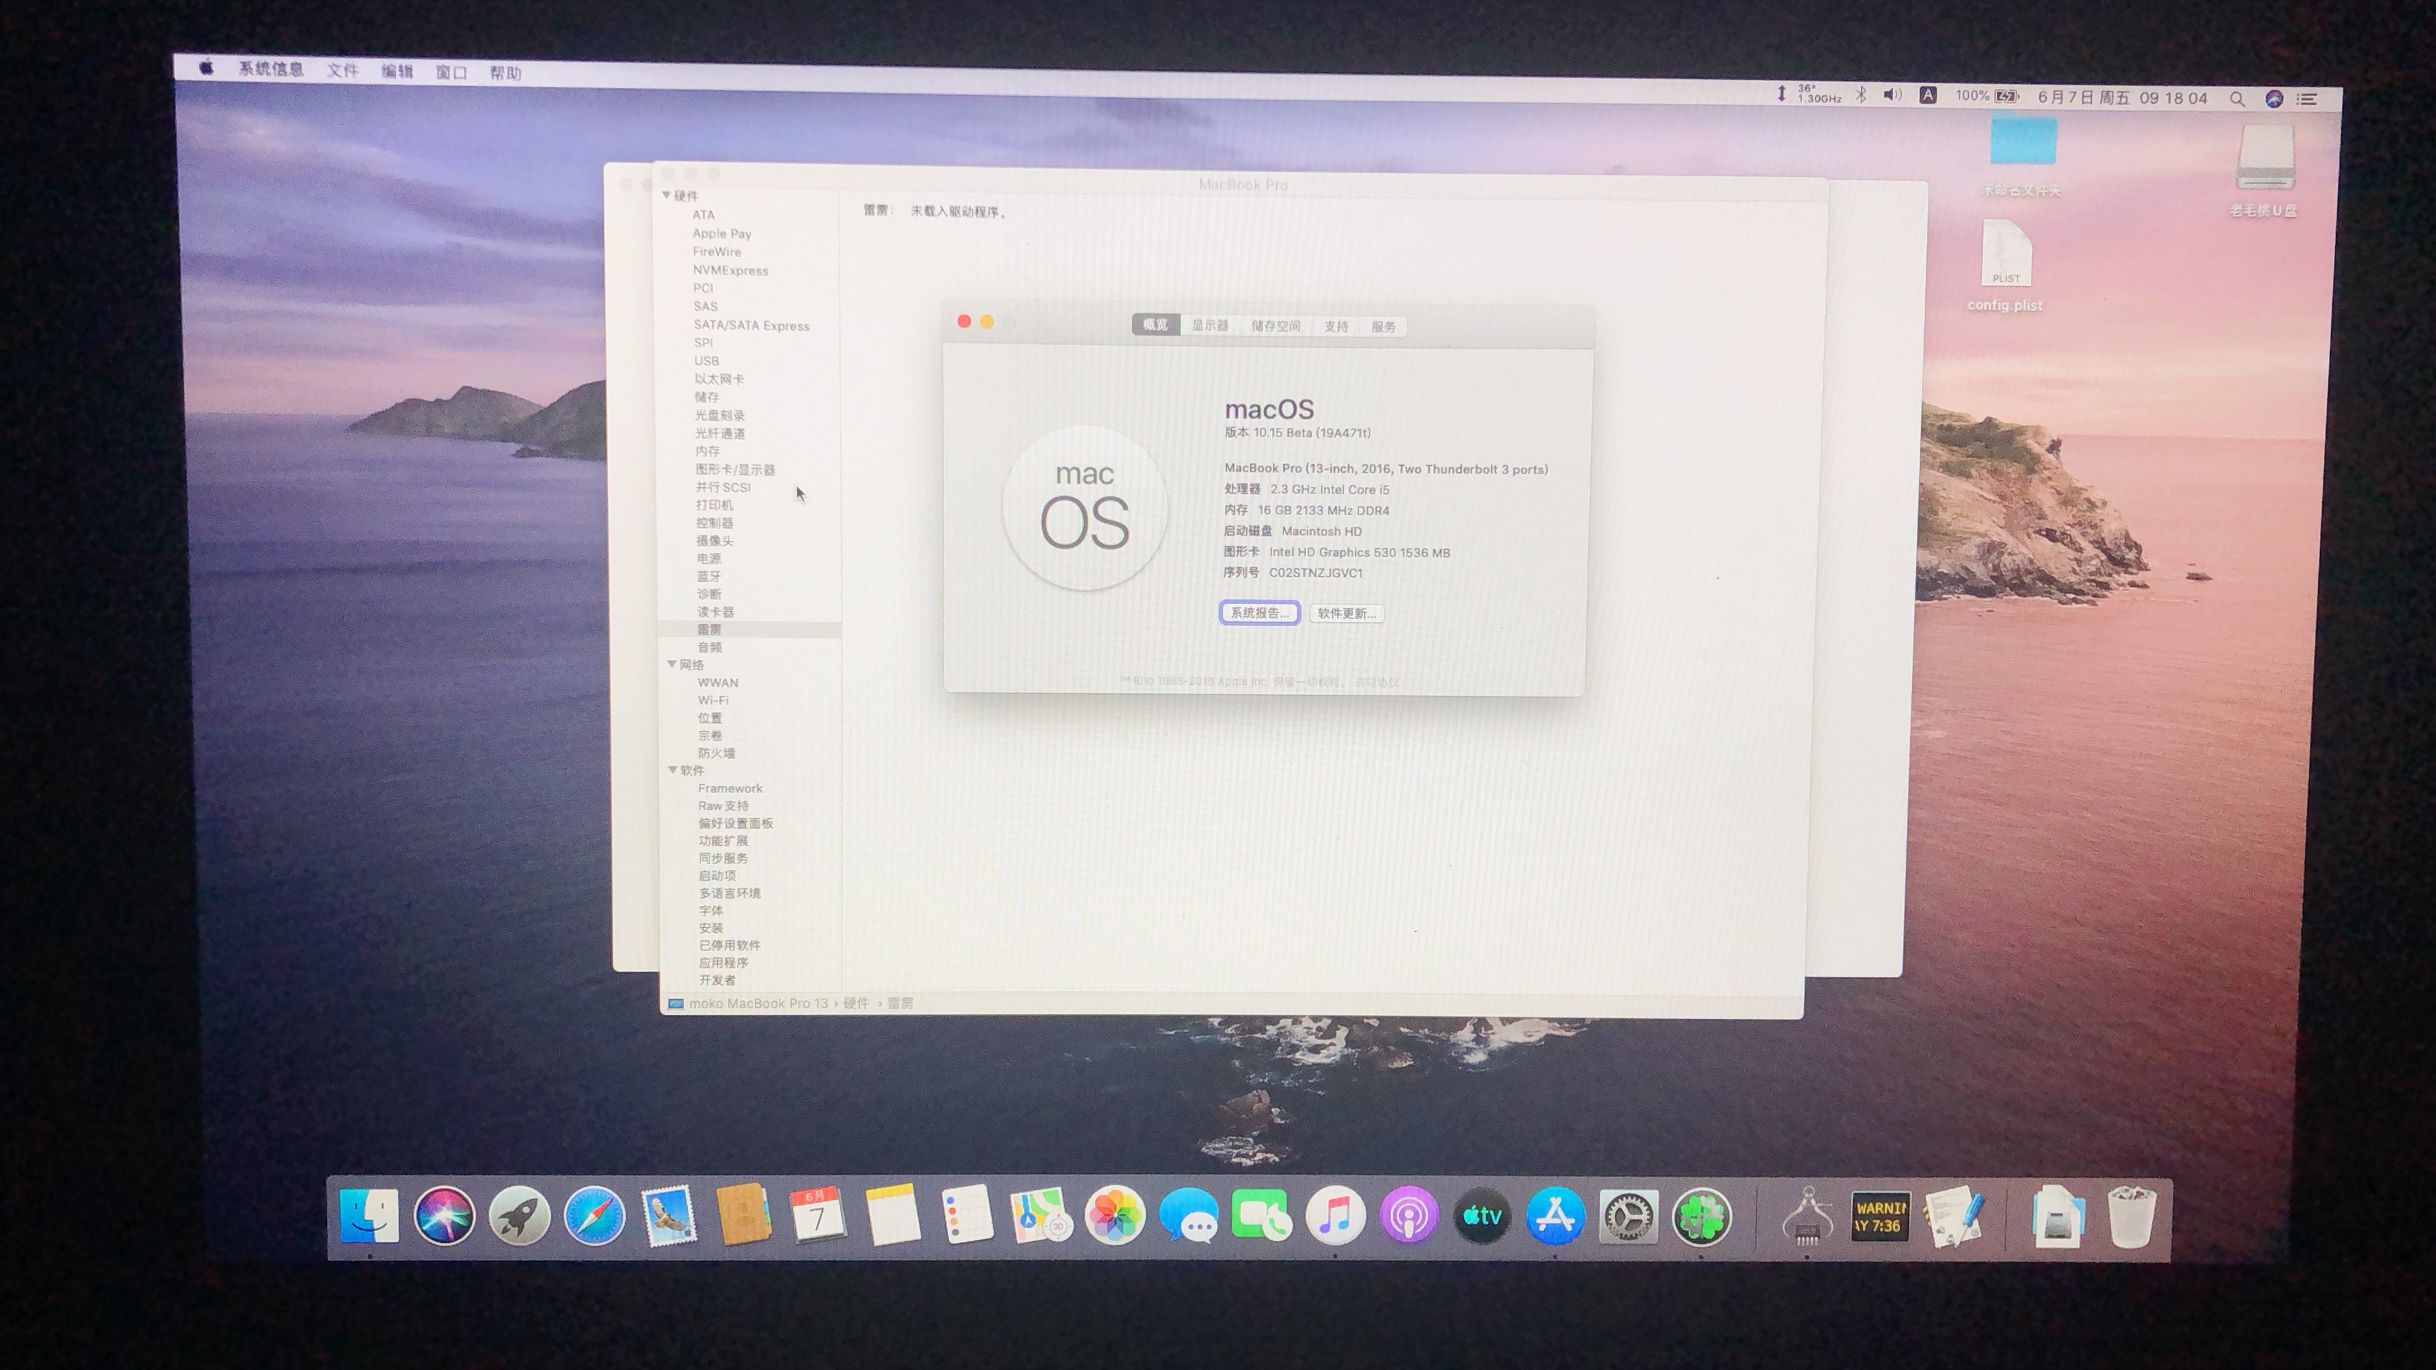 系统信息 文件 编辑 窗口 帮助
36°
1.30GHz
A 100% 6月7日 周五 09 18 04
未命名文件夹
老毛桃U盘
PLIST
config.plist
MacBook Pro
硬件
ATA
Apple Pay
FireWire
NVMExpress
PCI
SAS
SATA/SATA Express
SPI
USB
以太网卡
储存
光盘刻录
光纤通道
内存
图形卡/显示器
并行 SCSI
打印机
控制器
摄像头
电源
蓝牙
诊断
读卡器
雷雳
音频
网络
WWAN
Wi-Fi
位置
宗卷
防火墙
软件
Framework
Raw 支持
偏好设置面板
功能扩展
同步服务
启动项
多语言环境
字体
安装
已停用软件
应用程序
开发者
moko MacBook Pro 13 › 硬件 › 雷雳
雷雳： 未载入驱动程序。
概览 显示器 储存空间 支持 服务
mac
OS
macOS
版本 10.15 Beta (19A471t)
MacBook Pro (13-inch, 2016, Two Thunderbolt 3 ports)
处理器 2.3 GHz Intel Core i5
内存 16 GB 2133 MHz DDR4
启动磁盘 Macintosh HD
图形卡 Intel HD Graphics 530 1536 MB
序列号 C02STNZJGVC1
系统报告... 软件更新...
™ 和 © 1983-2019 Apple Inc. 保留一切权利。 许可协议
6月
7
3D
tv
WARNI
AY 7:36